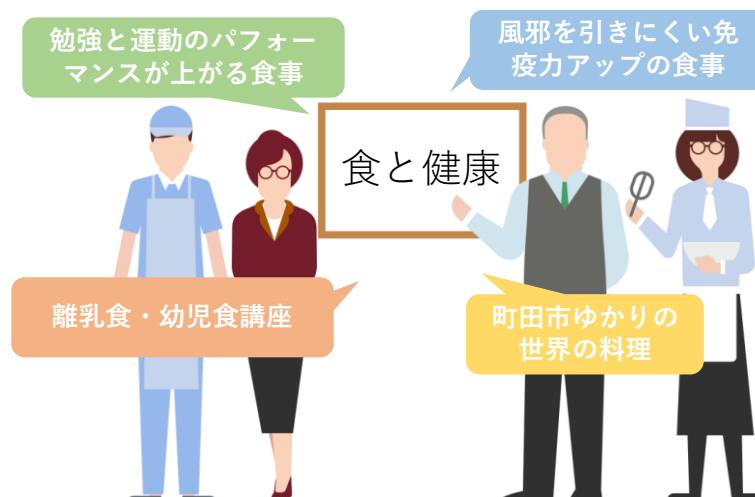 勉強と運動のパフォー
マンスが上がる食事
風邪を引きにくい免
疫力アップの食事
食と健康
離乳食・幼児食講座
町田市ゆかりの
世界の料理